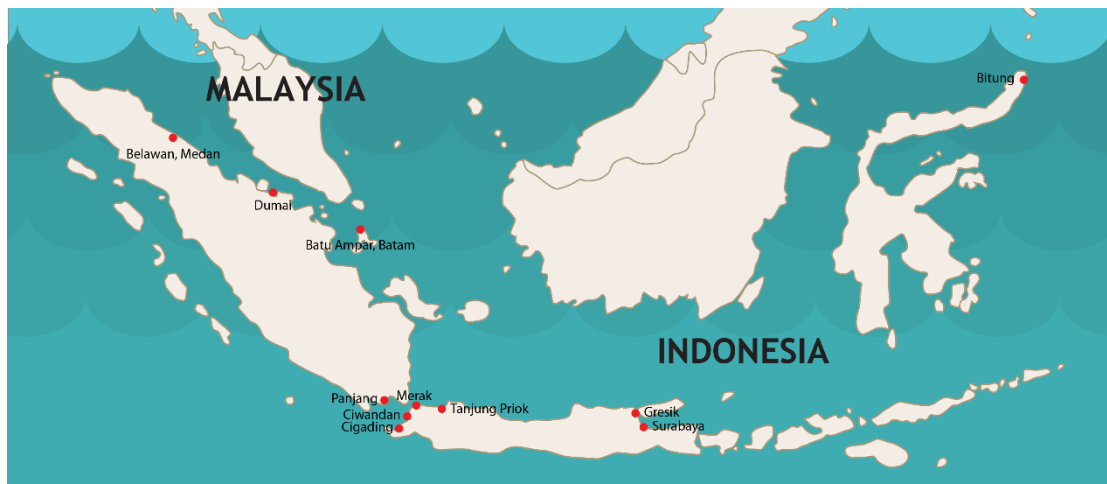 MALAYSIA
Bitung
Belawan, Medan
Dumai
Batu Ampar, Batam
INDONESIA
Panjang
Merak
Ciwandan
Tanjung Priok
Cigading
Gresik
Surabaya